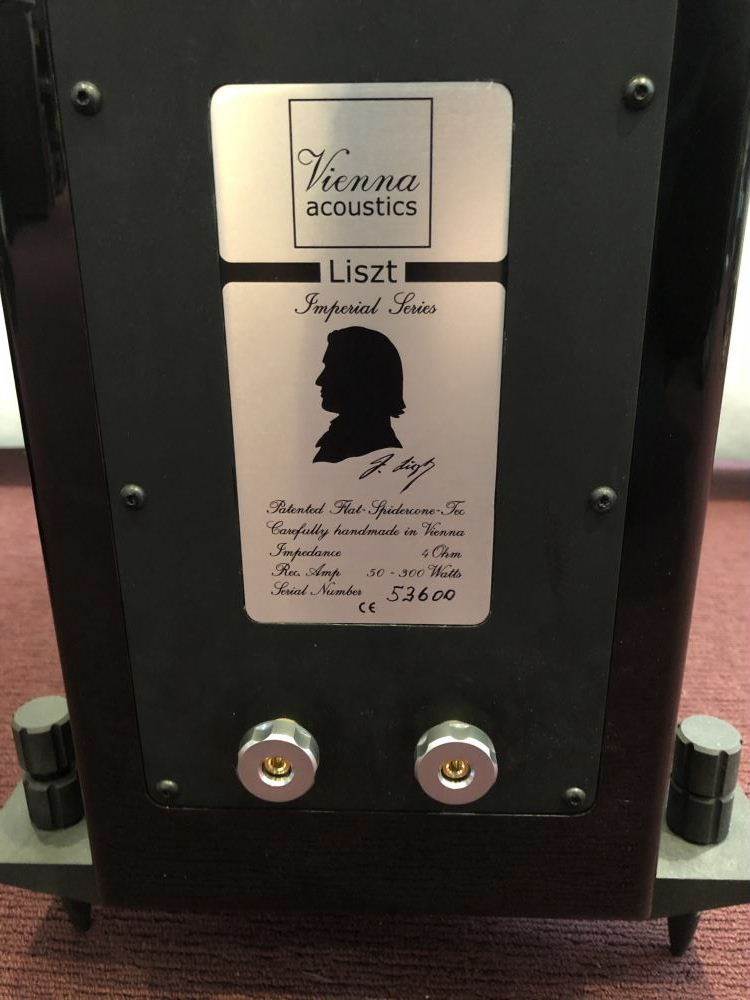 Vienna
acoustics
Liszt
Imperial Series
F. Liszt
Patented Flat-Spidercone-Tec
Carefully handmade in Vienna
Impedance 4 Ohm
Rec. Amp 50 - 300 Watts
Serial Number 53600
CE